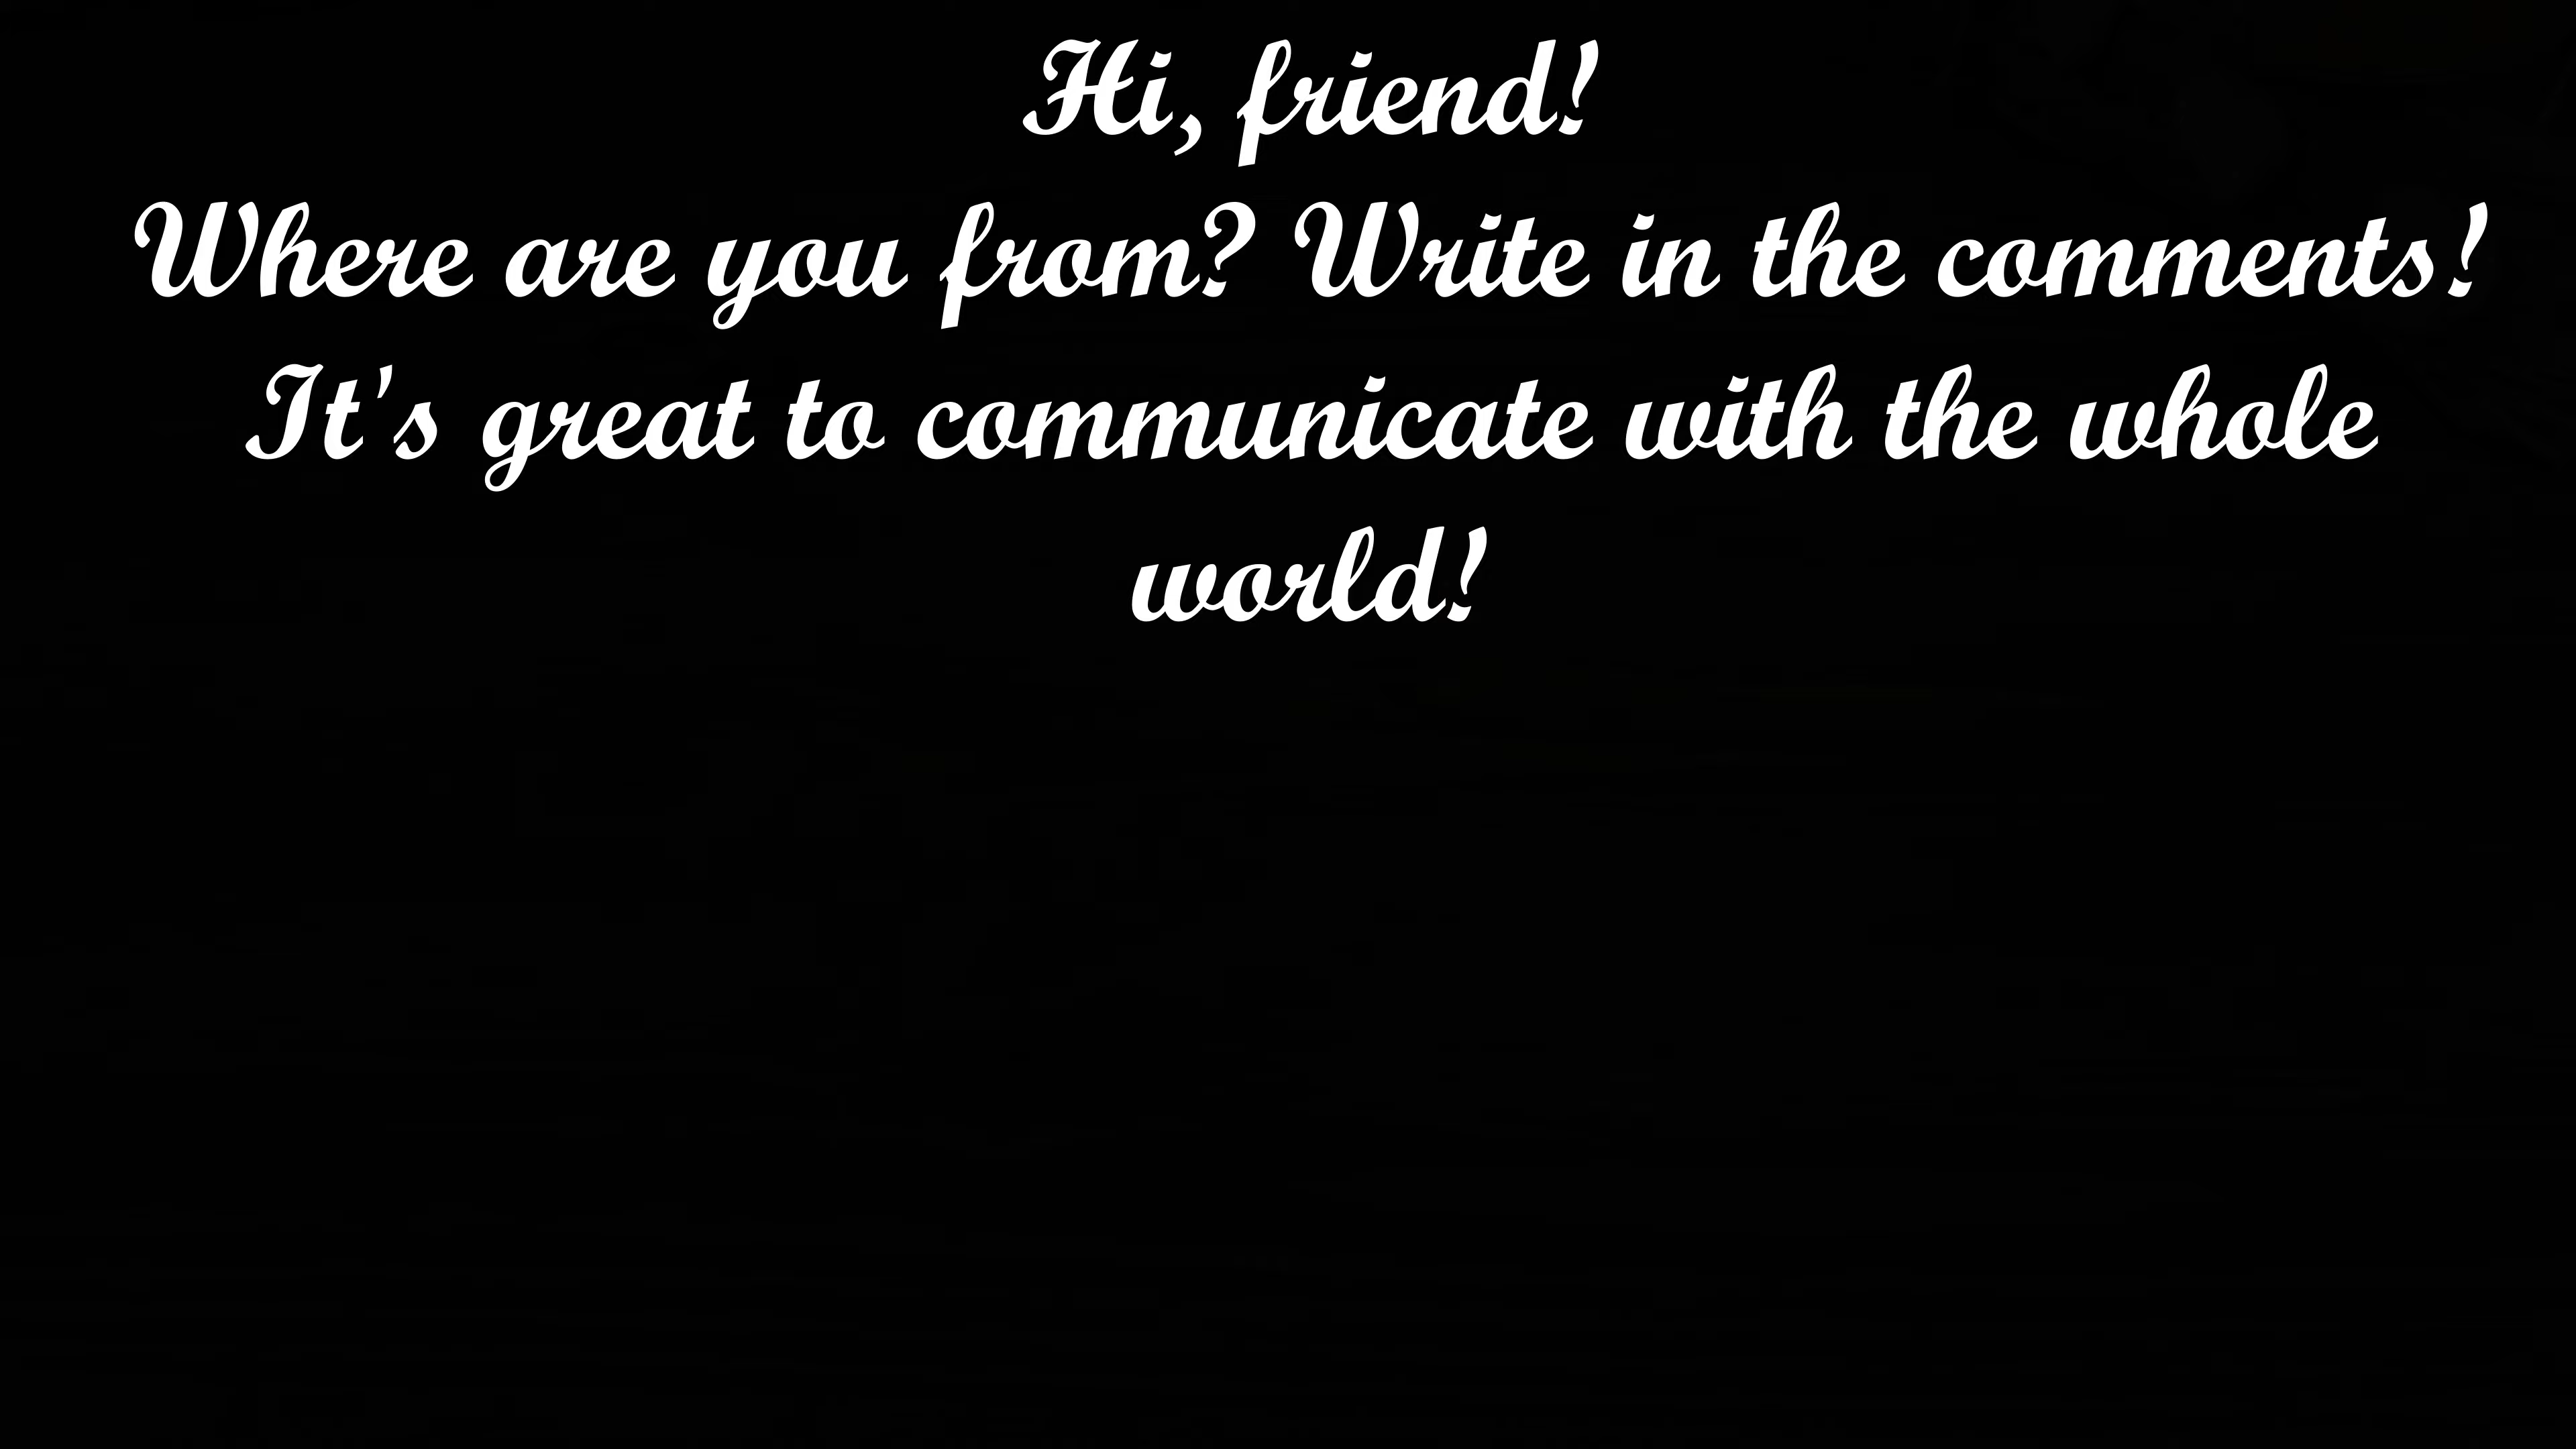 Hi, friend!
Where are you from? Write in the comments!
It's great to communicate with the whole
world!